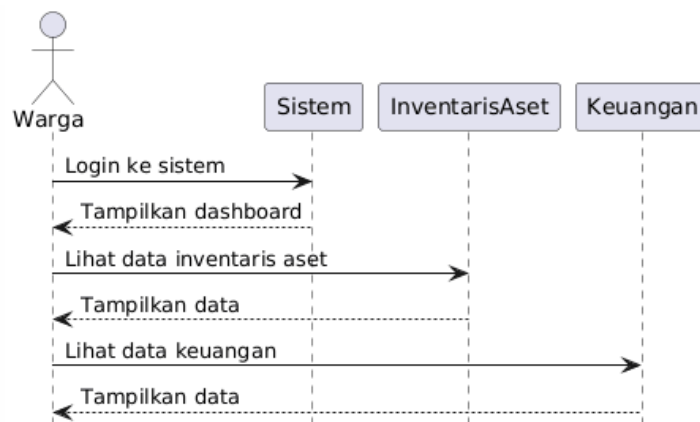 Warga
Sistem
InventarisAset
Keuangan
Login ke sistem
Tampilkan dashboard
Lihat data inventaris aset
Tampilkan data
Lihat data keuangan
Tampilkan data